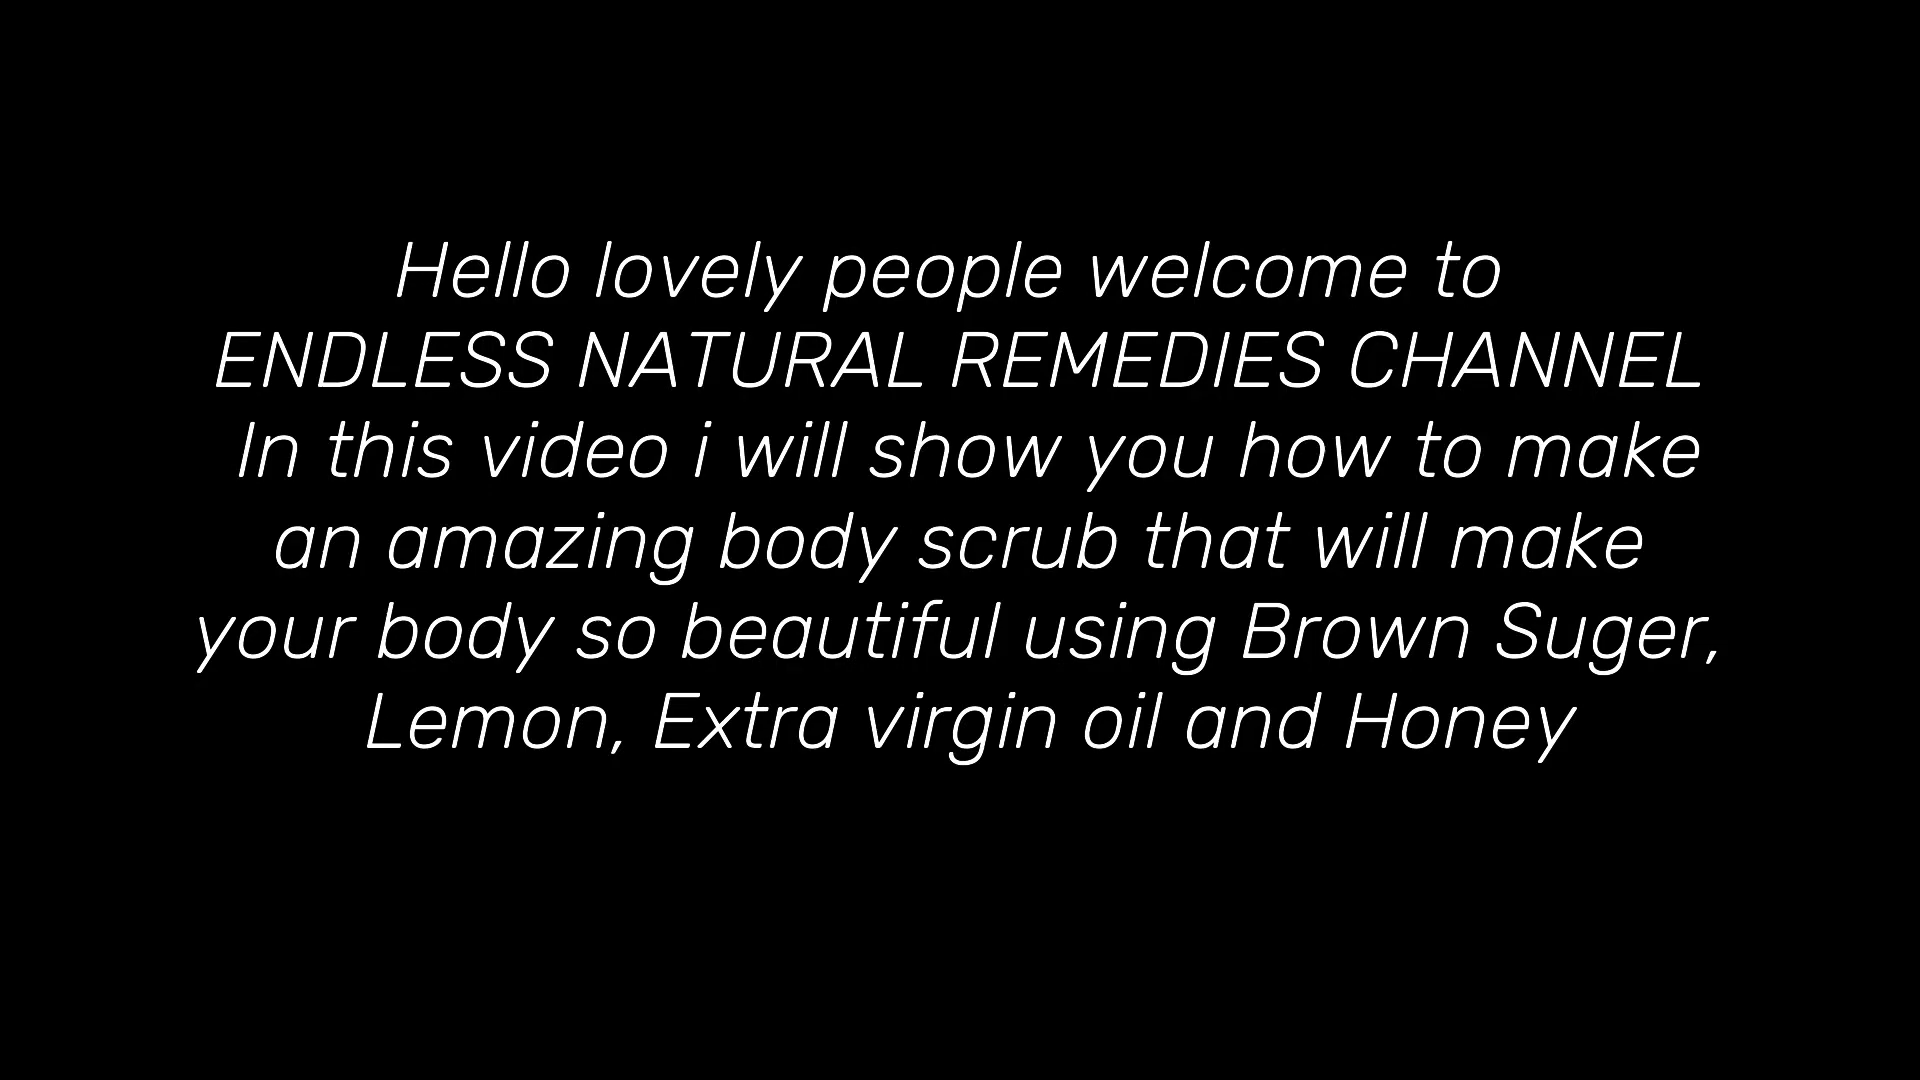 Hello lovely people welcome to
ENDLESS NATURAL REMEDIES CHANNEL
In this video i will show you how to make
an amazing body scrub that will make
your body so beautiful using Brown Suger,
Lemon, Extra virgin oil and Honey